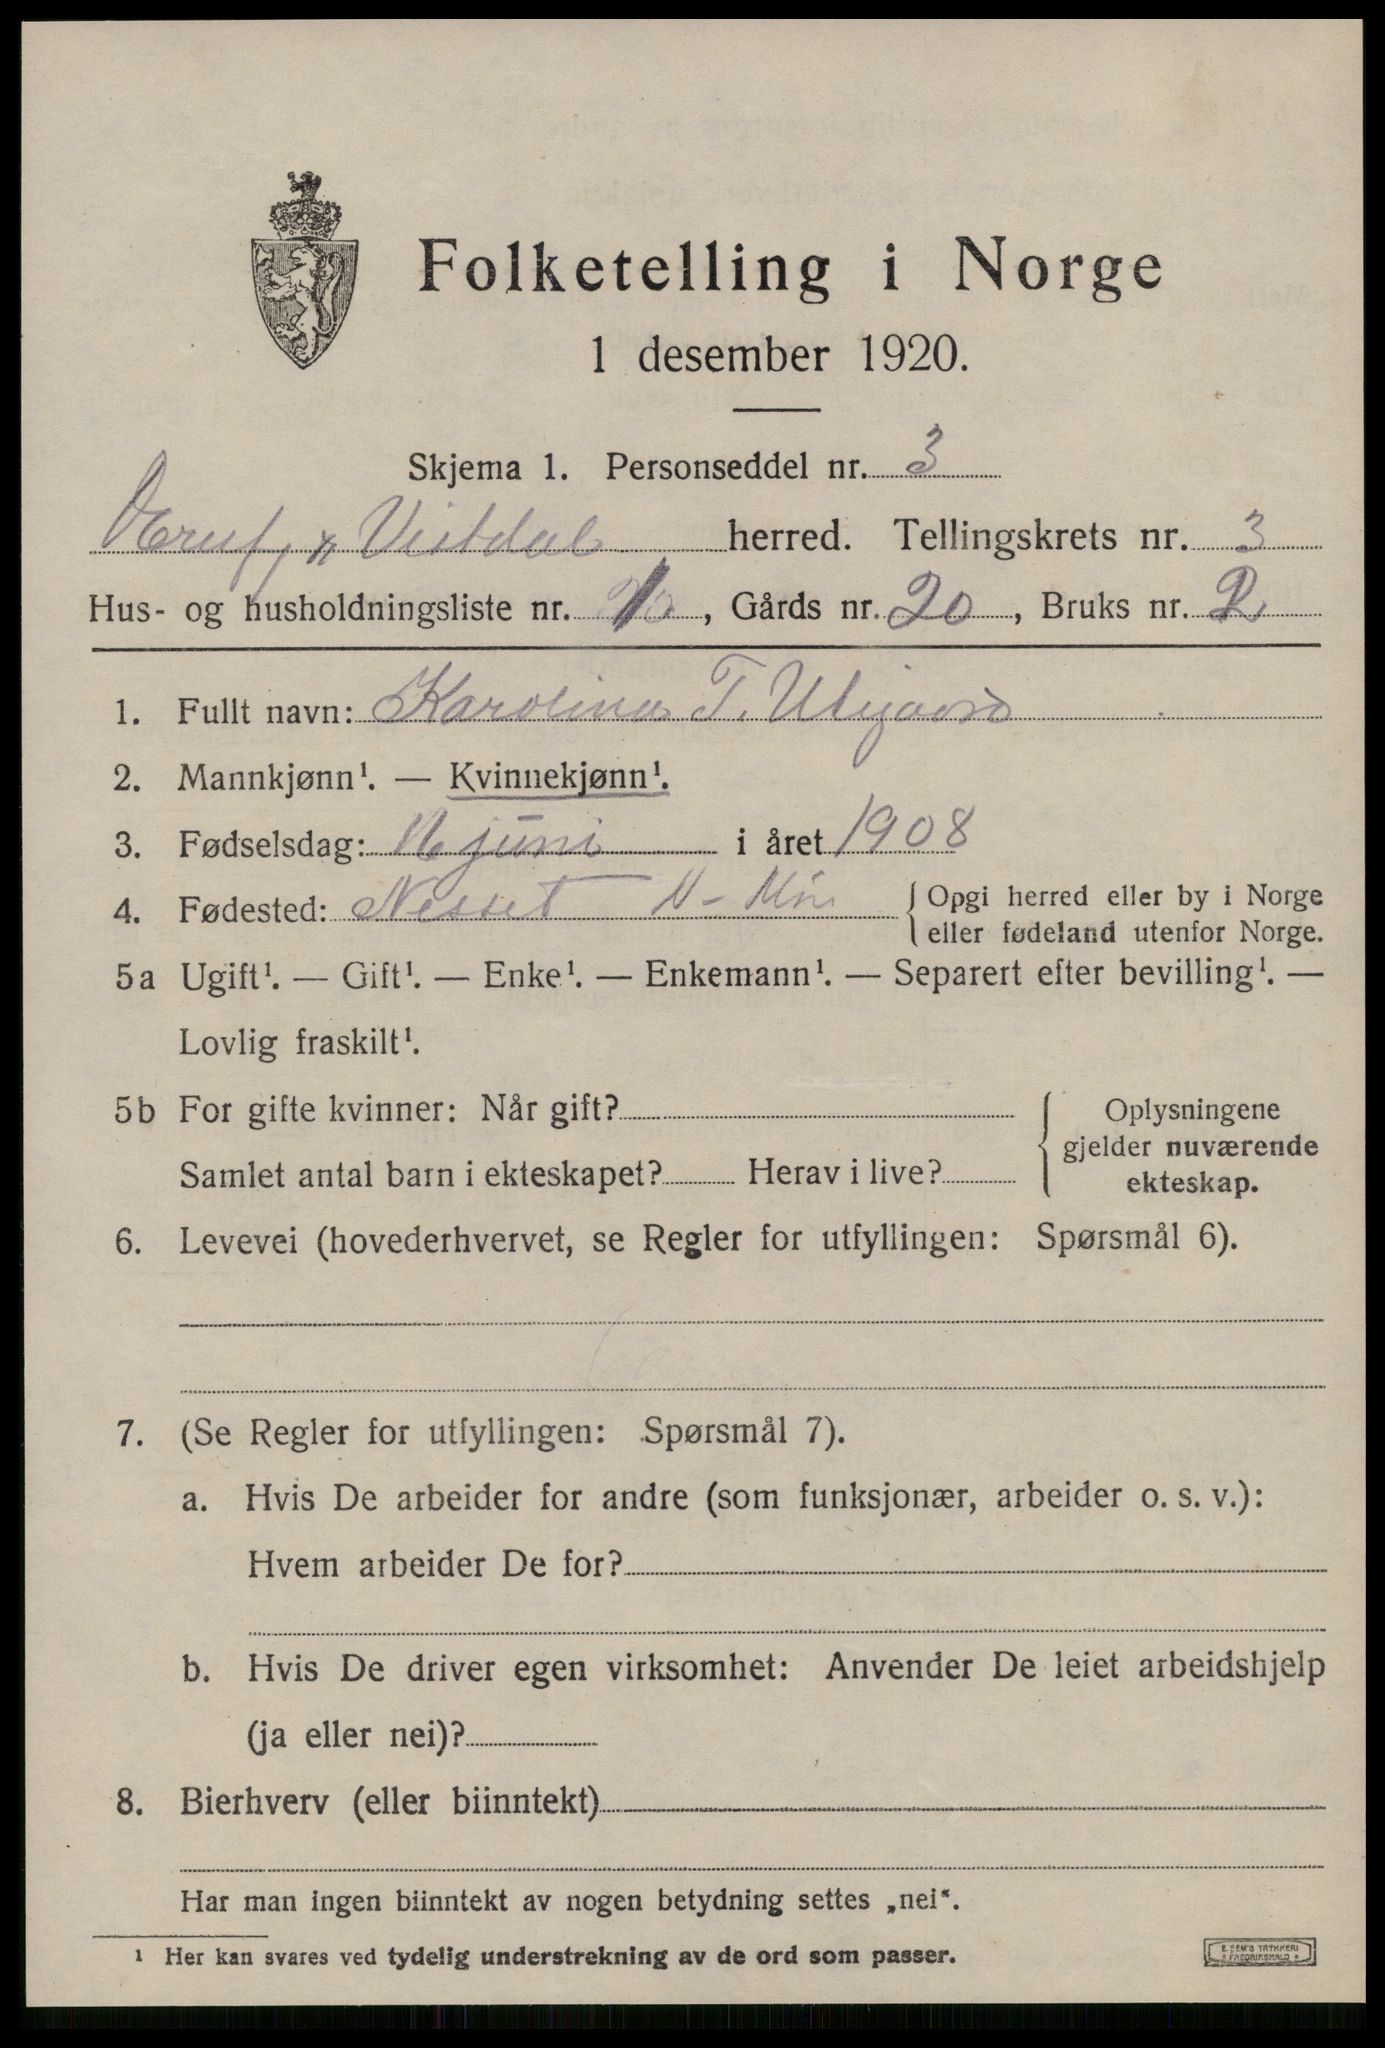 Folketelling i Norge
1 desember 1920.
Skjema 1. Personseddel nr. 3
Vistdal herred. Tellingskrets nr. 3
Hus- og husholdningsliste nr. , Gårds nr. 20, Bruks nr. 2
1. Fullt navn: Karolina T. Utigaard
2. Mannkjønn¹. — Kvinnekjønn¹.
3. Fødselsdag: juni i året 1908
4. Fødested: Nesset { Opgi herred eller by i Norge
eller fødeland utenfor Norge.
5a Ugift¹. — Gift¹. — Enke¹. — Enkemann¹. — Separert efter bevilling¹. —
Lovlig fraskilt¹.
5b For gifte kvinner: Når gift? { Oplysningene
gjelder nuværende
Samlet antal barn i ekteskapet? Herav i live? ekteskap.
6. Levevei (hovederhvervet, se Regler for utfyllingen: Spørsmål 6).
7. (Se Regler for utfyllingen: Spørsmål 7).
a. Hvis De arbeider for andre (som funksjonær, arbeider o. s. v.):
Hvem arbeider De for?
b. Hvis De driver egen virksomhet: Anvender De leiet arbeidshjelp
(ja eller nei)?
8. Bierhverv (eller biinntekt)
Har man ingen biinntekt av nogen betydning settes „nei“.
¹ Her kan svares ved tydelig understrekning av de ord som passer.
E. SEM'S TRYKKERI
FREDRIKSHALD